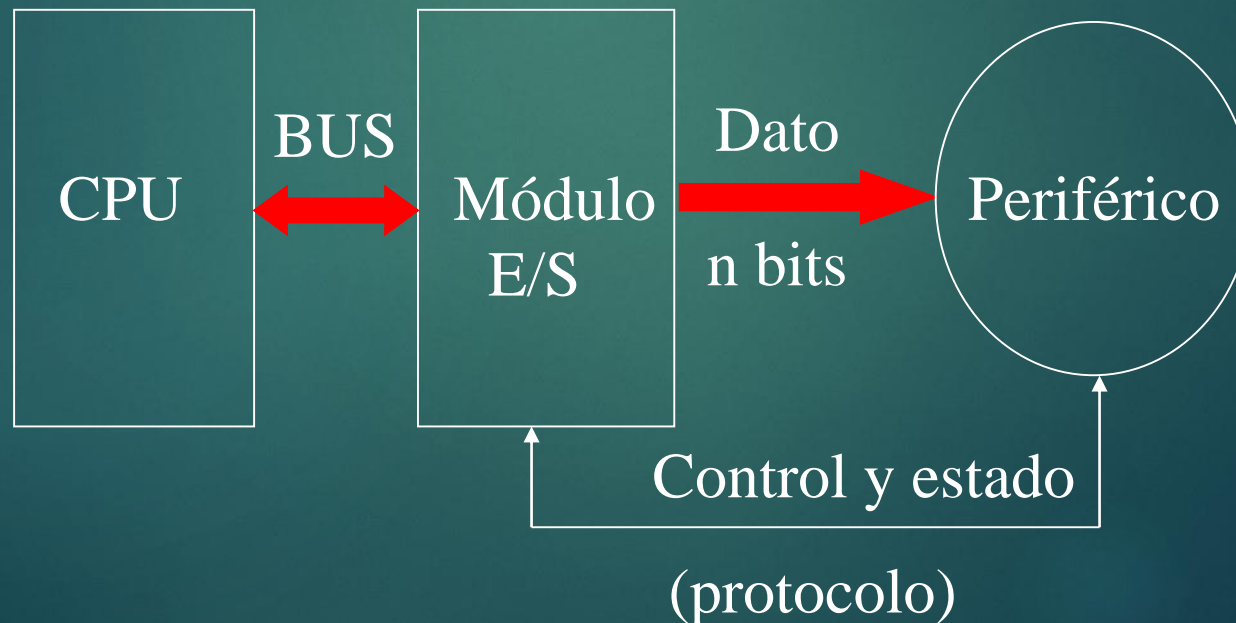 CPU
BUS
Módulo
E/S
Dato
n bits
Periférico
Control y estado
(protocolo)